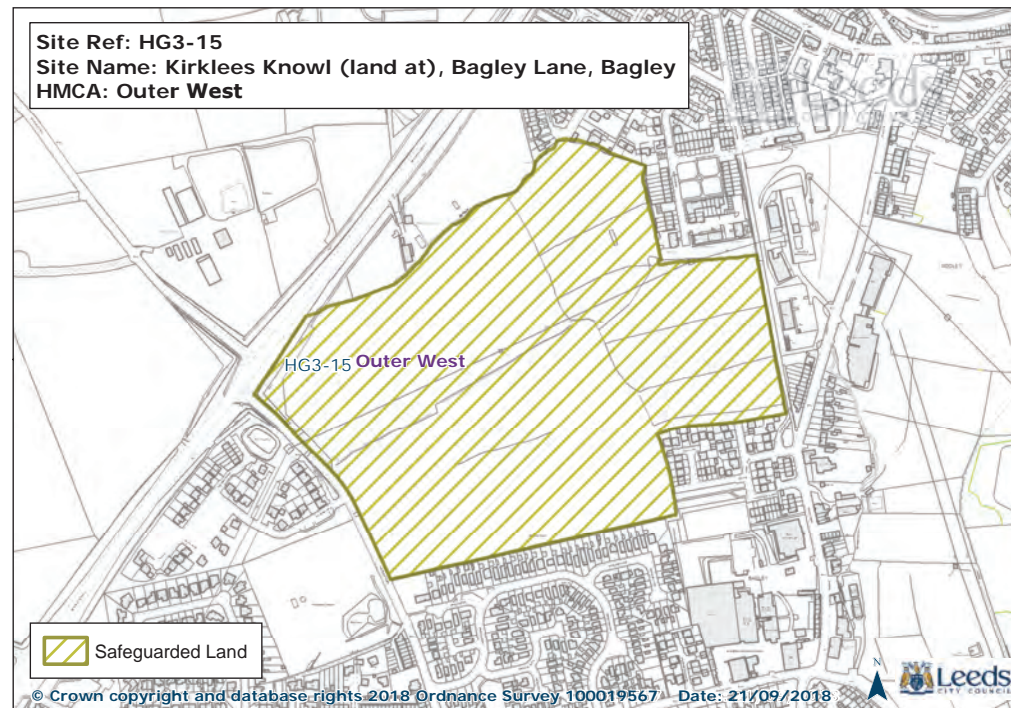 Site Ref: HG3-15
Site Name: Kirklees Knowl (land at), Bagley Lane, Bagley
HMCA: Outer West
HG3-15 Outer West
Safeguarded Land
© Crown copyright and database rights 2018 Ordnance Survey 100019567 Date: 21/09/2018
N
Leeds
CITY COUNCIL